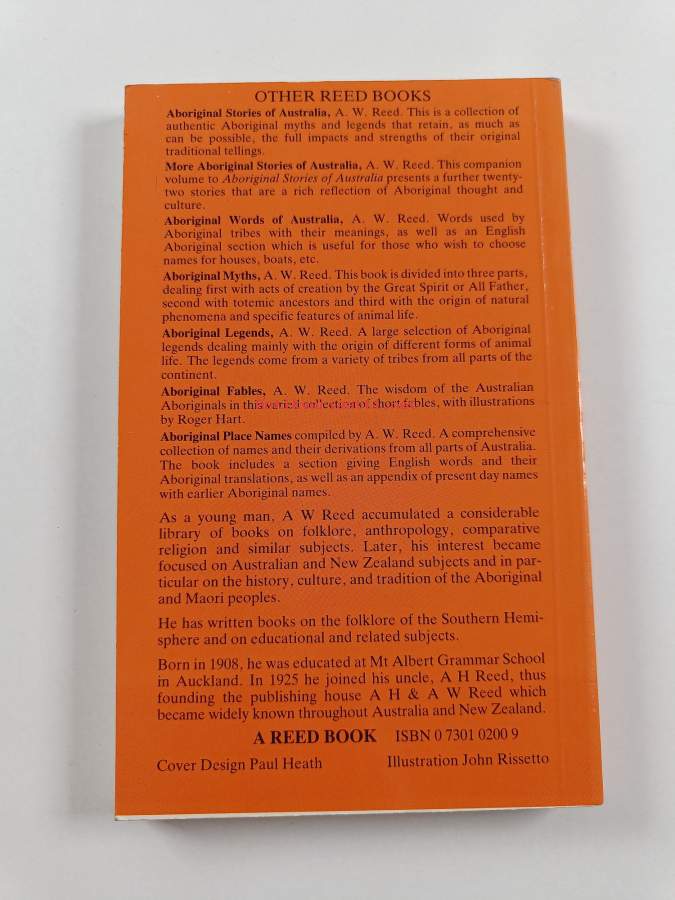 OTHER REED BOOKS
Aboriginal Stories of Australia, A. W. Reed. This is a collection of
authentic Aboriginal myths and legends that retain, as much as
can be possible, the full impacts and strengths of their original
traditional tellings.
More Aboriginal Stories of Australia, A. W. Reed. This companion
volume to Aboriginal Stories of Australia presents a further twenty-
two stories that are a rich reflection of Aboriginal thought and
culture.
Aboriginal Words of Australia, A. W. Reed. Words used by
Aboriginal tribes with their meanings, as well as an English
Aboriginal section which is useful for those who wish to choose
names for houses, boats, etc.
Aboriginal Myths, A. W. Reed. This book is divided into three parts,
dealing first with acts of creation by the Great Spirit or All Father,
second with totemic ancestors and third with the origin of natural
phenomena and specific features of animal life.
Aboriginal Legends, A. W. Reed. A large selection of Aboriginal
legends dealing mainly with the origin of different forms of animal
life. The legends come from a variety of tribes from all parts of the
continent.
Aboriginal Fables, A. W. Reed. The wisdom of the Australian
Aboriginals in this varied collection of short fables, with illustrations
by Roger Hart.
Aboriginal Place Names compiled by A. W. Reed. A comprehensive
collection of names and their derivations from all parts of Australia.
The book includes a section giving English words and their
Aboriginal translations, as well as an appendix of present day names
with earlier Aboriginal names.
As a young man, A W Reed accumulated a considerable
library of books on folklore, anthropology, comparative
religion and similar subjects. Later, his interest became
focused on Australian and New Zealand subjects and in par-
ticular on the history, culture, and tradition of the Aboriginal
and Maori peoples.
He has written books on the folklore of the Southern Hemi-
sphere and on educational and related subjects.
Born in 1908, he was educated at Mt Albert Grammar School
in Auckland. In 1925 he joined his uncle, A H Reed, thus
founding the publishing house A H & A W Reed which
became widely known throughout Australia and New Zealand.
A REED BOOK ISBN 0 7301 0200 9
Cover Design Paul Heath Illustration John Rissetto